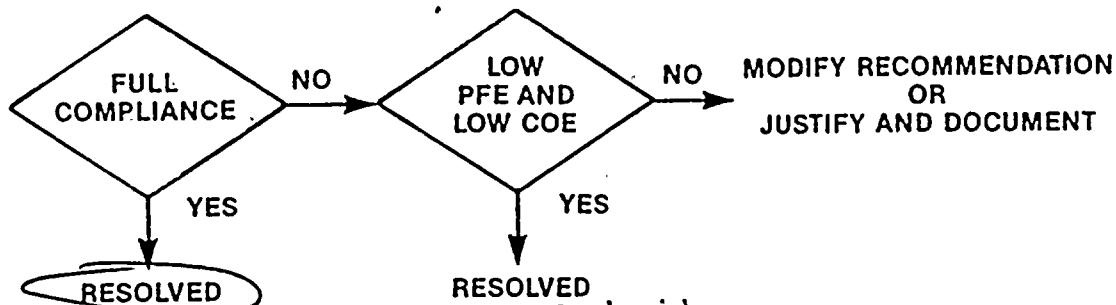 FULL
COMPLIANCE
NO
LOW
PFE AND
LOW COE
NO
MODIFY RECOMMENDATION
OR
JUSTIFY AND DOCUMENT
YES
YES
RESOLVED
RESOLVED